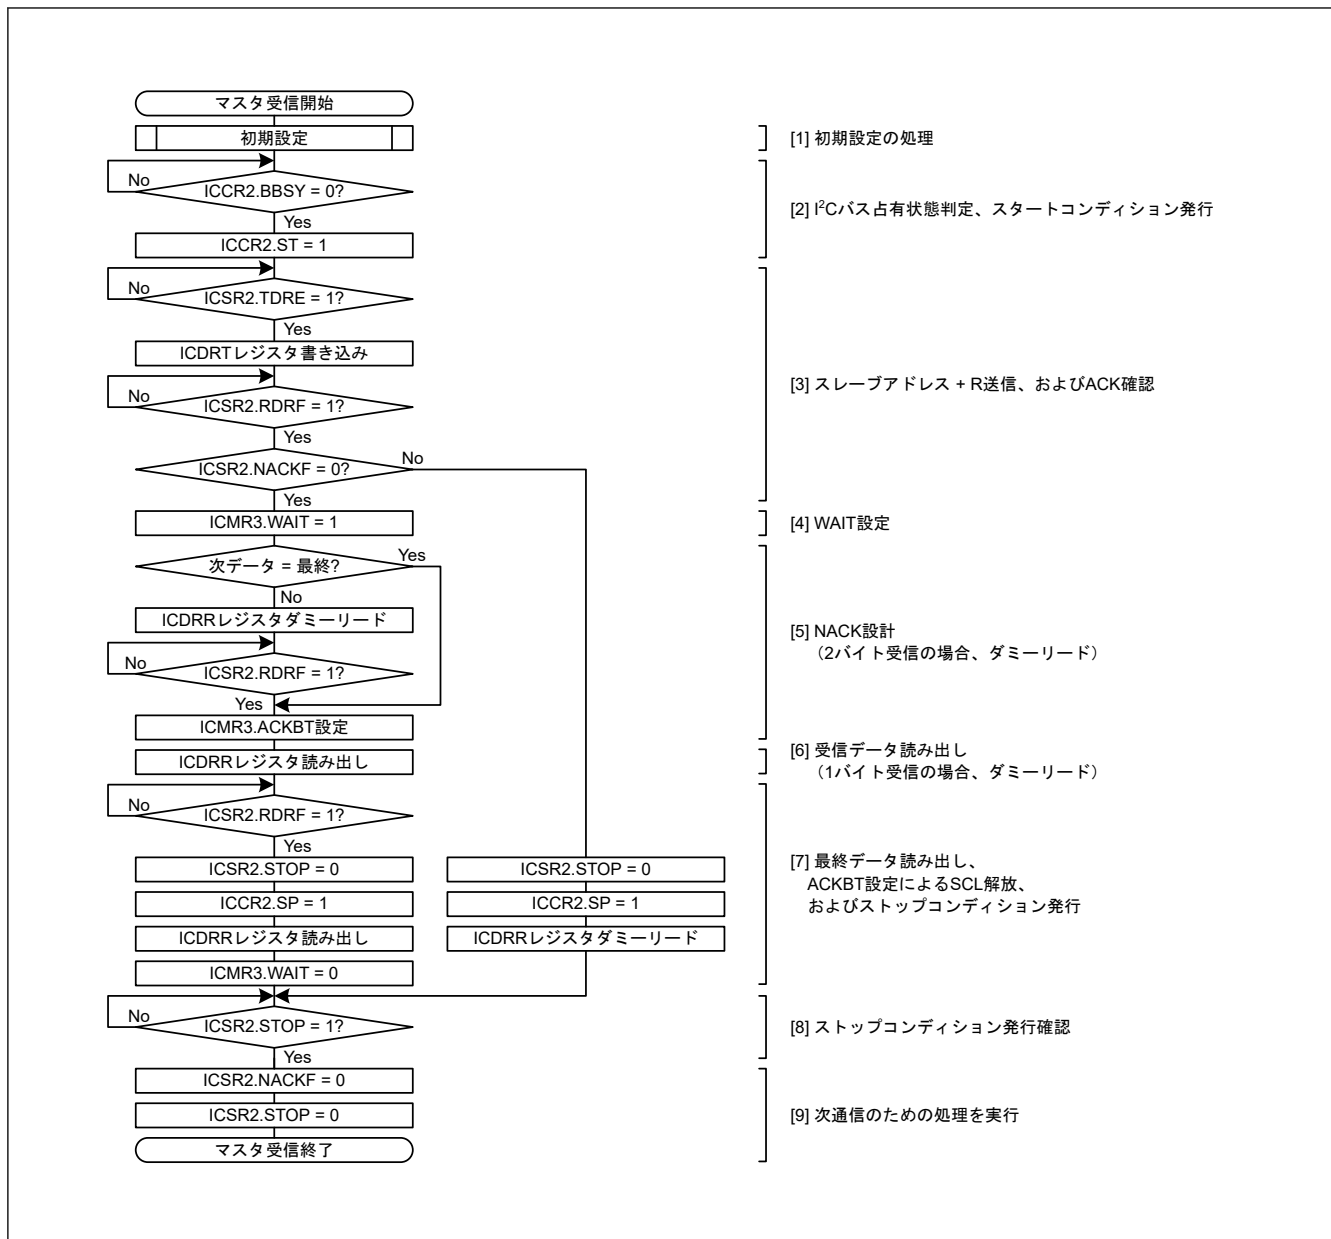 マスタ受信開始
初期設定
[1] 初期設定の処理
No
ICCR2.BBSY = 0?
Yes
ICCR2.ST = 1
[2] I²Cバス占有状態判定、スタートコンディション発行
No
ICSR2.TDRE = 1?
Yes
ICDRTレジスタ書き込み
No
ICSR2.RDRF = 1?
Yes
ICSR2.NACKF = 0?
No
Yes
[3] スレーブアドレス + R送信、およびACK確認
ICMR3.WAIT = 1
[4] WAIT設定
次データ = 最終?
Yes
No
ICDRRレジスタダミーリード
No
ICSR2.RDRF = 1?
Yes
ICMR3.ACKBT設定
[5] NACK設計
（2バイト受信の場合、ダミーリード）
ICDRRレジスタ読み出し
[6] 受信データ読み出し
（1バイト受信の場合、ダミーリード）
No
ICSR2.RDRF = 1?
Yes
ICSR2.STOP = 0
ICCR2.SP = 1
ICDRRレジスタ読み出し
ICMR3.WAIT = 0
ICSR2.STOP = 0
ICCR2.SP = 1
ICDRRレジスタダミーリード
[7] 最終データ読み出し、
ACKBT設定によるSCL解放、
およびストップコンディション発行
No
ICSR2.STOP = 1?
Yes
[8] ストップコンディション発行確認
ICSR2.NACKF = 0
ICSR2.STOP = 0
マスタ受信終了
[9] 次通信のための処理を実行